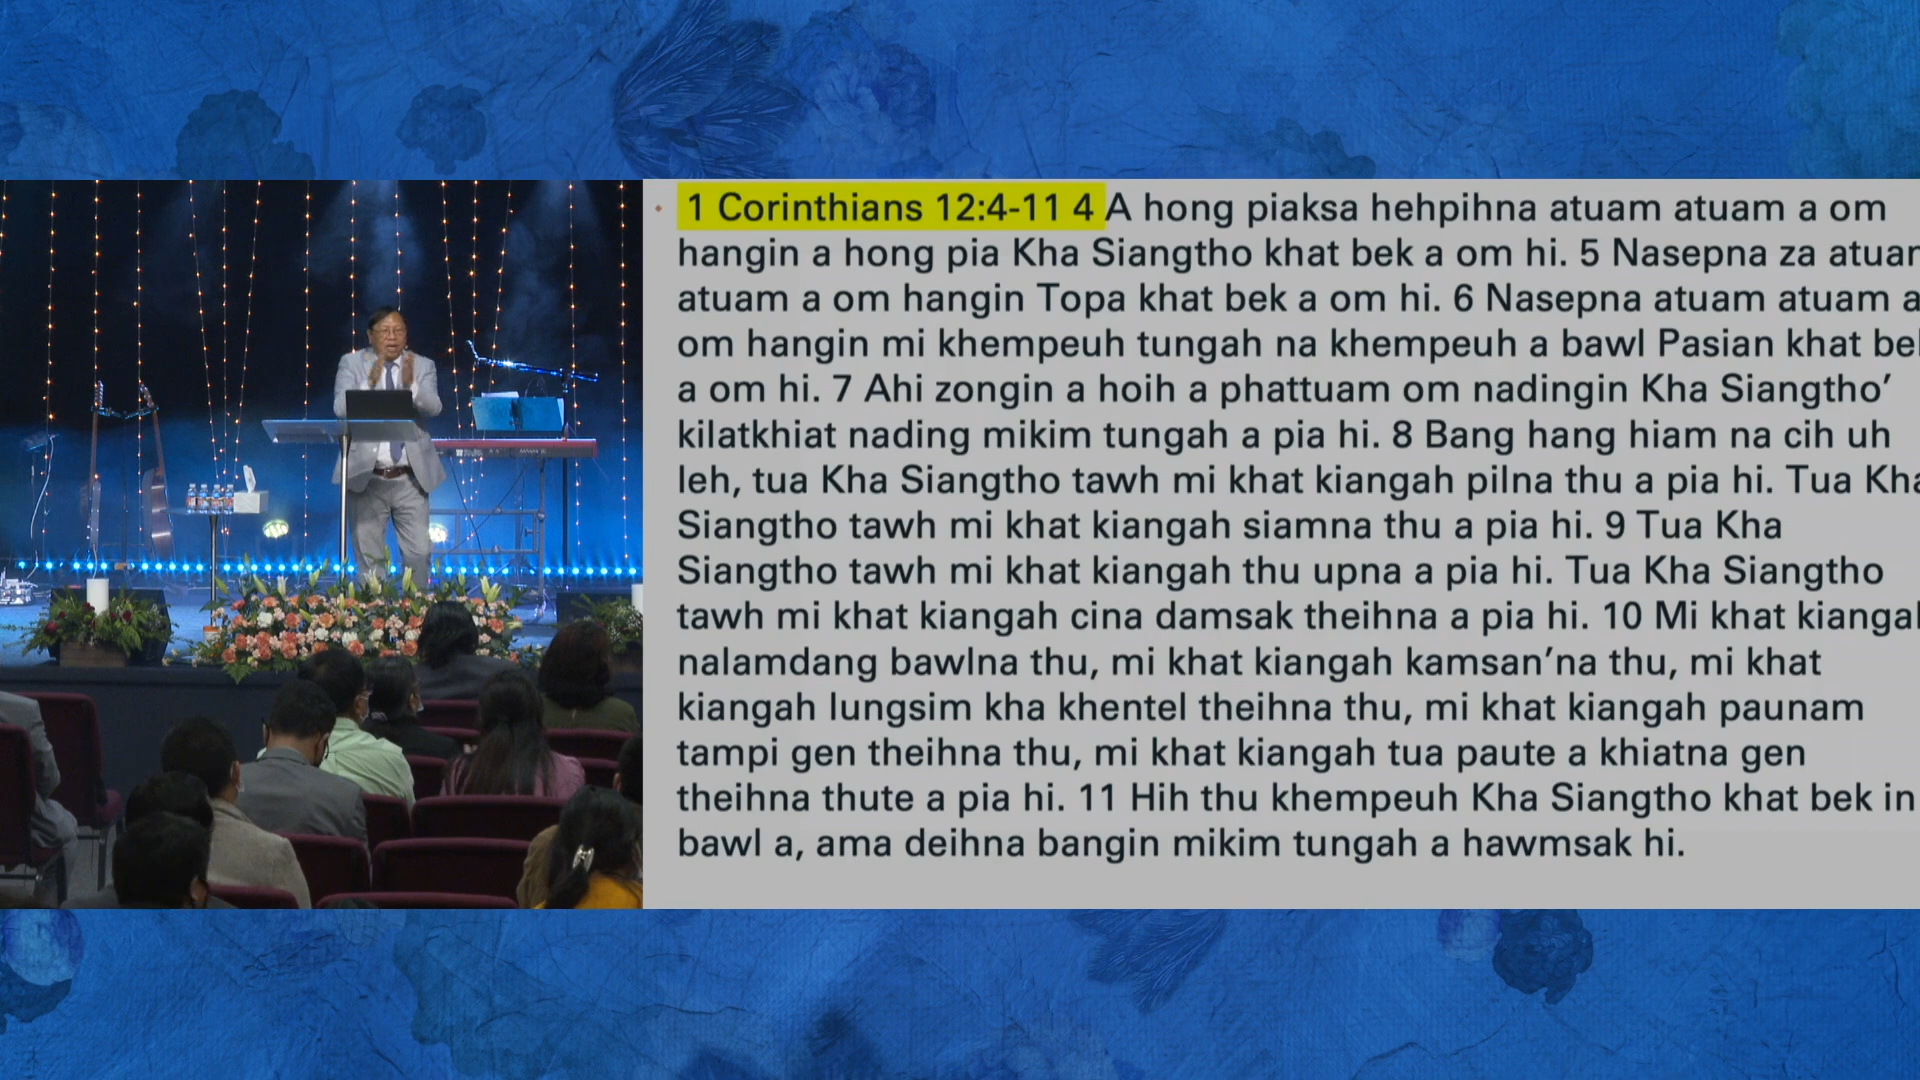 1 Corinthians 12:4-11 4 A hong piaksa hehpihna atuam atuam a om
hangin a hong pia Kha Siangtho khat bek a om hi. 5 Nasepna za
atuam a om hangin Topa khat bek a om hi. 6 Nasepna atuam atuam a
om hangin mi khempeuh tungah na khempeuh a bawl Pasian khat
a om hi. 7 Ahi zongin a hoih a phattuam om nadingin Kha Siangtho’
kilatkhiat nading mikim tungah a pia hi. 8 Bang hang hiam na cih uh
leh, tua Kha Siangtho tawh mi khat kiangah pilna thu a pia hi. Tua
Siangtho tawh mi khat kiangah siamna thu a pia hi. 9 Tua Kha
Siangtho tawh mi khat kiangah thu upna a pia hi. Tua Kha Siangtho
tawh mi khat kiangah cina damsak theihna a pia hi. 10 Mi khat
nalamdang bawlna thu, mi khat kiangah kamsan’na thu, mi khat
kiangah lungsim kha khentel theihna thu, mi khat kiangah paunam
tampi gen theihna thu, mi khat kiangah tua paute a khiatna gen
theihna thute a pia hi. 11 Hih thu khempeuh Kha Siangtho khat bek in
bawl a, ama deihna bangin mikim tungah a hawmsak hi.